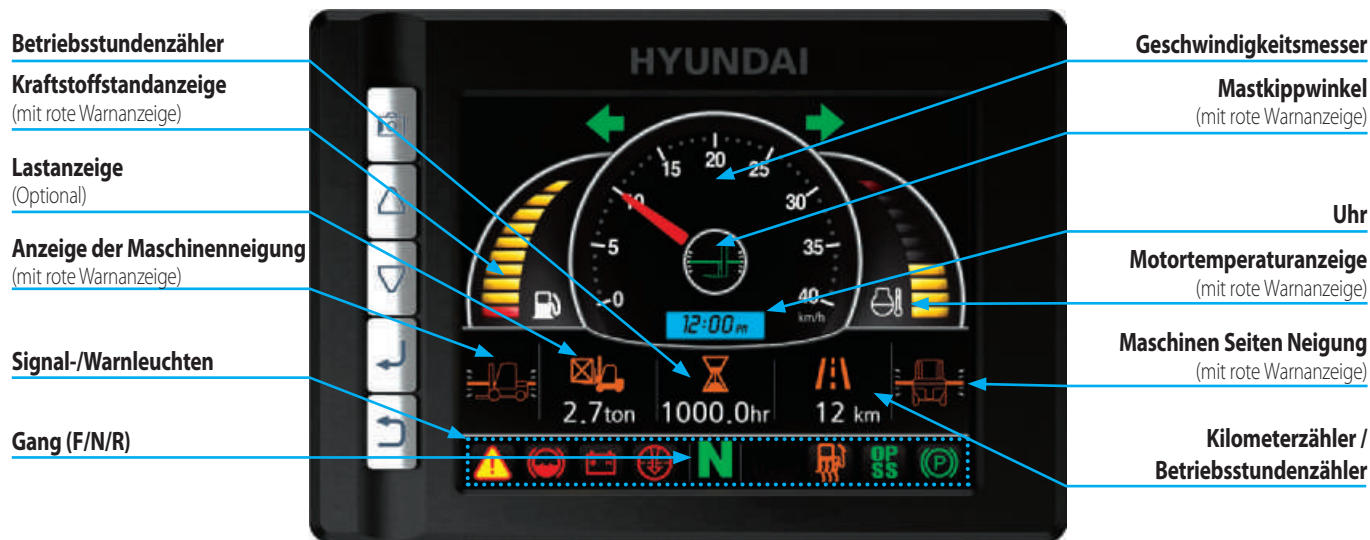 Betriebsstundenzähler
Kraftstoffstandanzeige
(mit rote Warnanzeige)
Lastanzeige
(Optional)
Anzeige der Maschinenneigung
(mit rote Warnanzeige)
Signal-/Warnleuchten
Gang (F/N/R)
HYUNDAI
0
5
10
15
20
25
30
35
40
km/h
12:00 PM
2.7ton
1000.0hr
12 km
N
OP
SS
P
Geschwindigkeitsmesser
Mastkippwinkel
(mit rote Warnanzeige)
Uhr
Motortemperaturanzeige
(mit rote Warnanzeige)
Maschinen Seiten Neigung
(mit rote Warnanzeige)
Kilometerzähler /
Betriebsstundenzähler